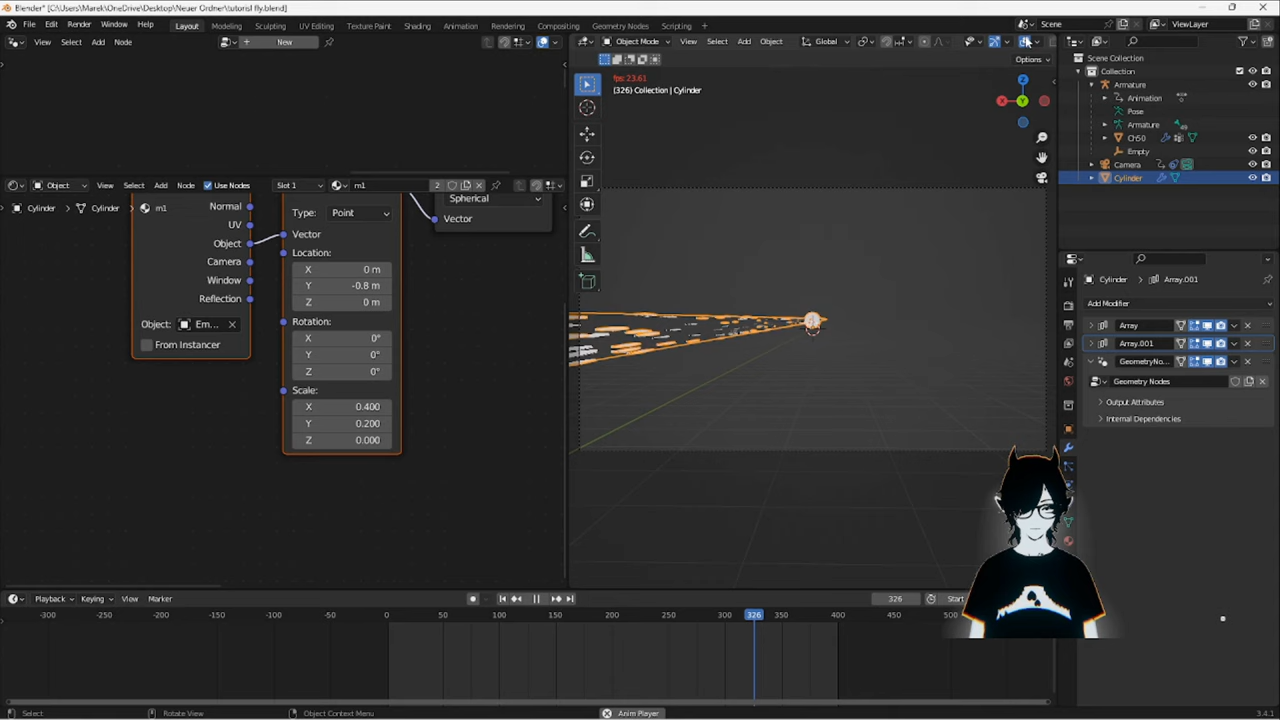 Blender* [C:\Users\Marek\OneDrive\Desktop\Neuer Ordner\tutorisl fly.blend]
File Edit Render Window Help Layout Modeling Sculpting UV Editing Texture Paint Shading Animation Rendering Compositing Geometry Nodes Scripting + Scene ViewLayer
View Select Add Node + New Object Mode View Select Add Object Global
Options
fps: 23.61
(326) Collection | Cylinder
Z
X Y
Scene Collection
Collection
Armature
Animation
Pose
Armature
Ch50
Empty
Camera
Cylinder
Object View Select Add Node Use Nodes Slot 1 m1 2
Cylinder > Cylinder > m1
Normal
UV
Object
Camera
Window
Reflection
Object: Em...
From Instancer
Type: Point
Vector
Location:
X 0 m
Y -0.8 m
Z 0 m
Rotation:
X 0°
Y 0°
Z 0°
Scale:
X 0.400
Y 0.200
Z 0.000
Spherical
Vector
Cylinder > Array.001
Add Modifier
Array
Array.001
GeometryNo...
Geometry Nodes
Output Attributes
Internal Dependencies
Playback Keying View Marker 326 Start
-300 -250 -200 -150 -100 -50 0 50 100 150 200 250 300 326 350 400 450 500
Select Rotate View Object Context Menu Anim Player 3.4.1